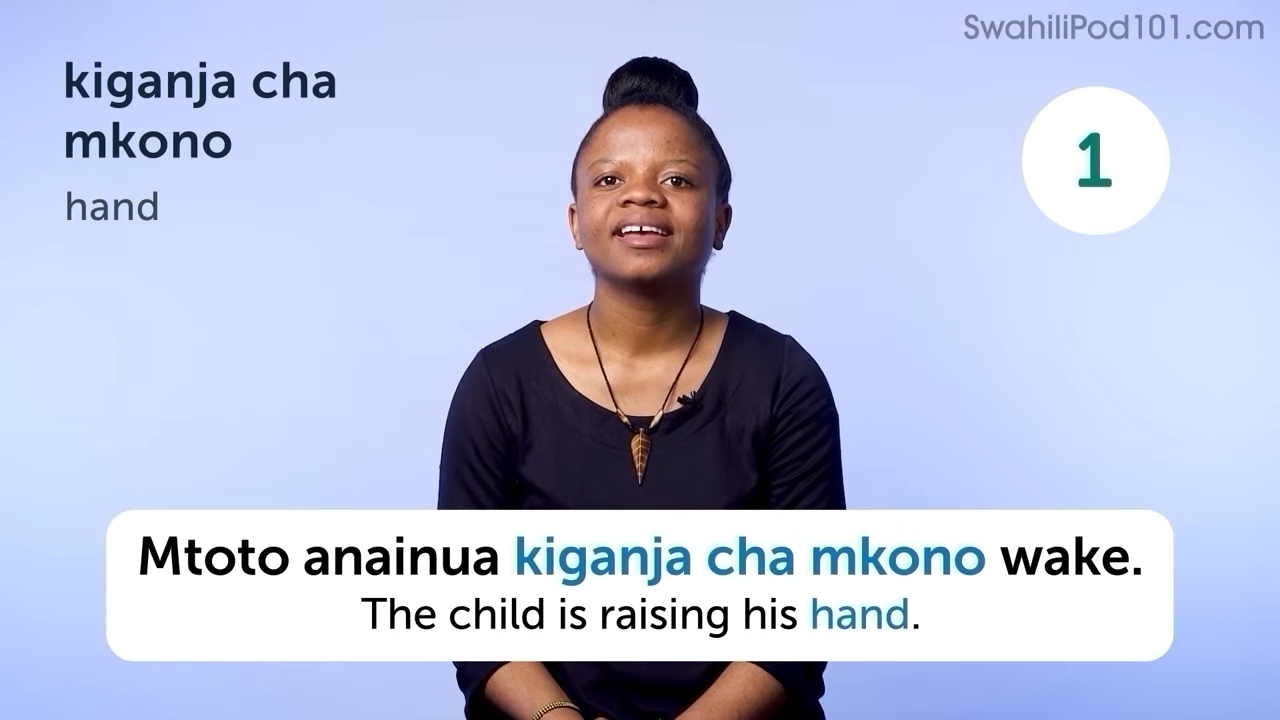 SwahiliPod101.com
kiganja cha
mkono
hand
1
Mtoto anainua kiganja cha mkono wake.
The child is raising his hand.